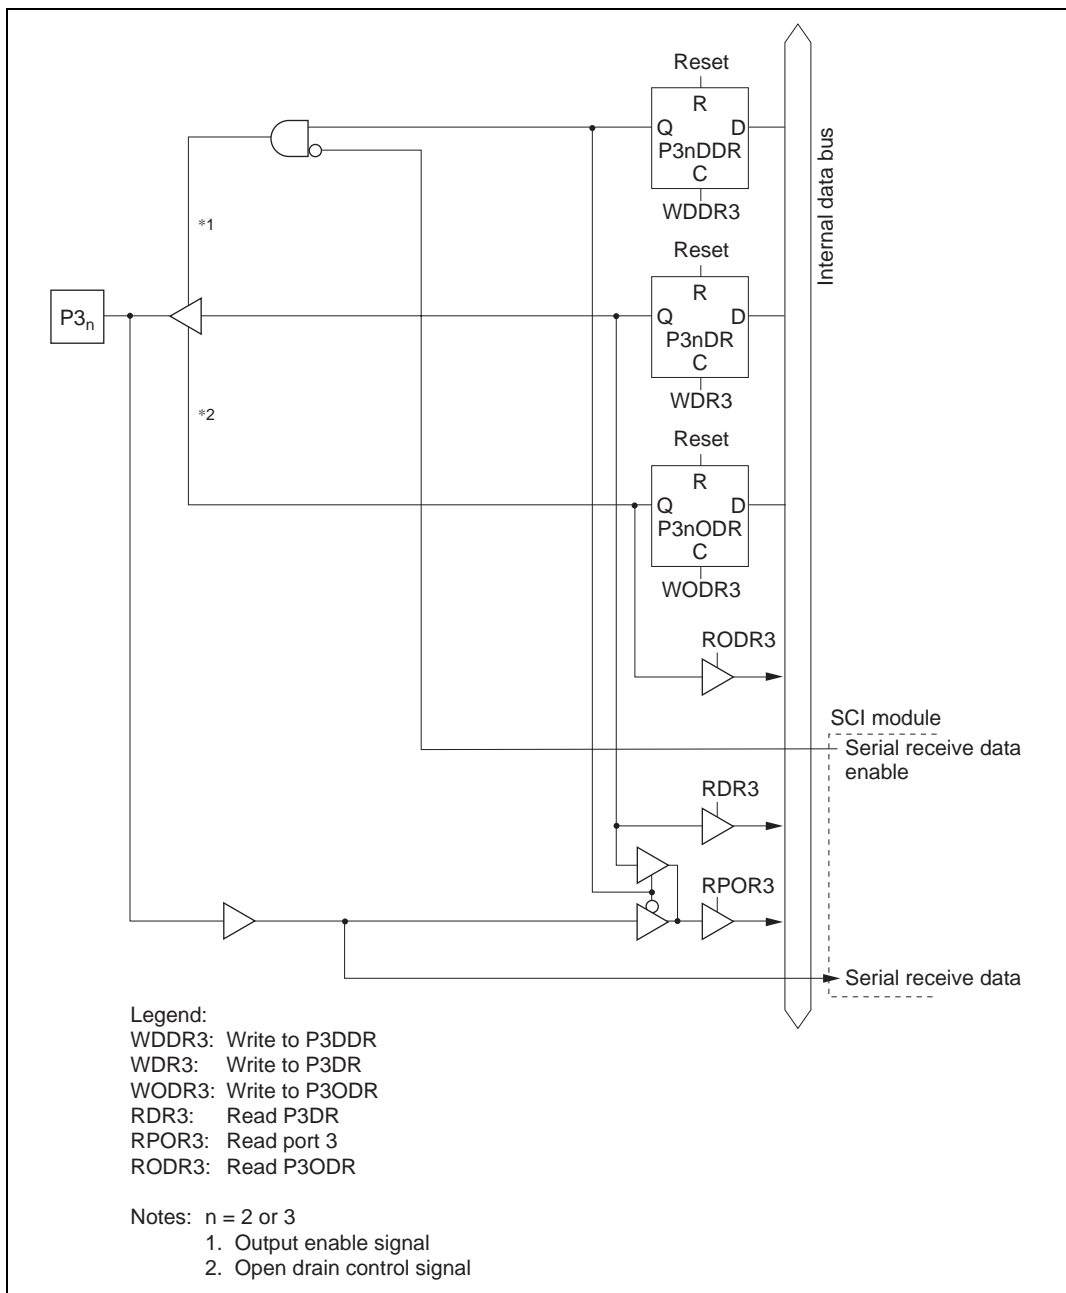 Reset
R
Q D
P3nDDR
C
WDDR3
Internal data bus
*1
Reset
R
P3n
Q D
P3nDR
C
WDR3
*2
Reset
R
Q D
P3nODR
C
WODR3
RODR3
SCI module
Serial receive data
enable
RDR3
RPOR3
Serial receive data
Legend:
WDDR3: Write to P3DDR
WDR3: Write to P3DR
WODR3: Write to P3ODR
RDR3: Read P3DR
RPOR3: Read port 3
RODR3: Read P3ODR
Notes: n = 2 or 3
1. Output enable signal
2. Open drain control signal